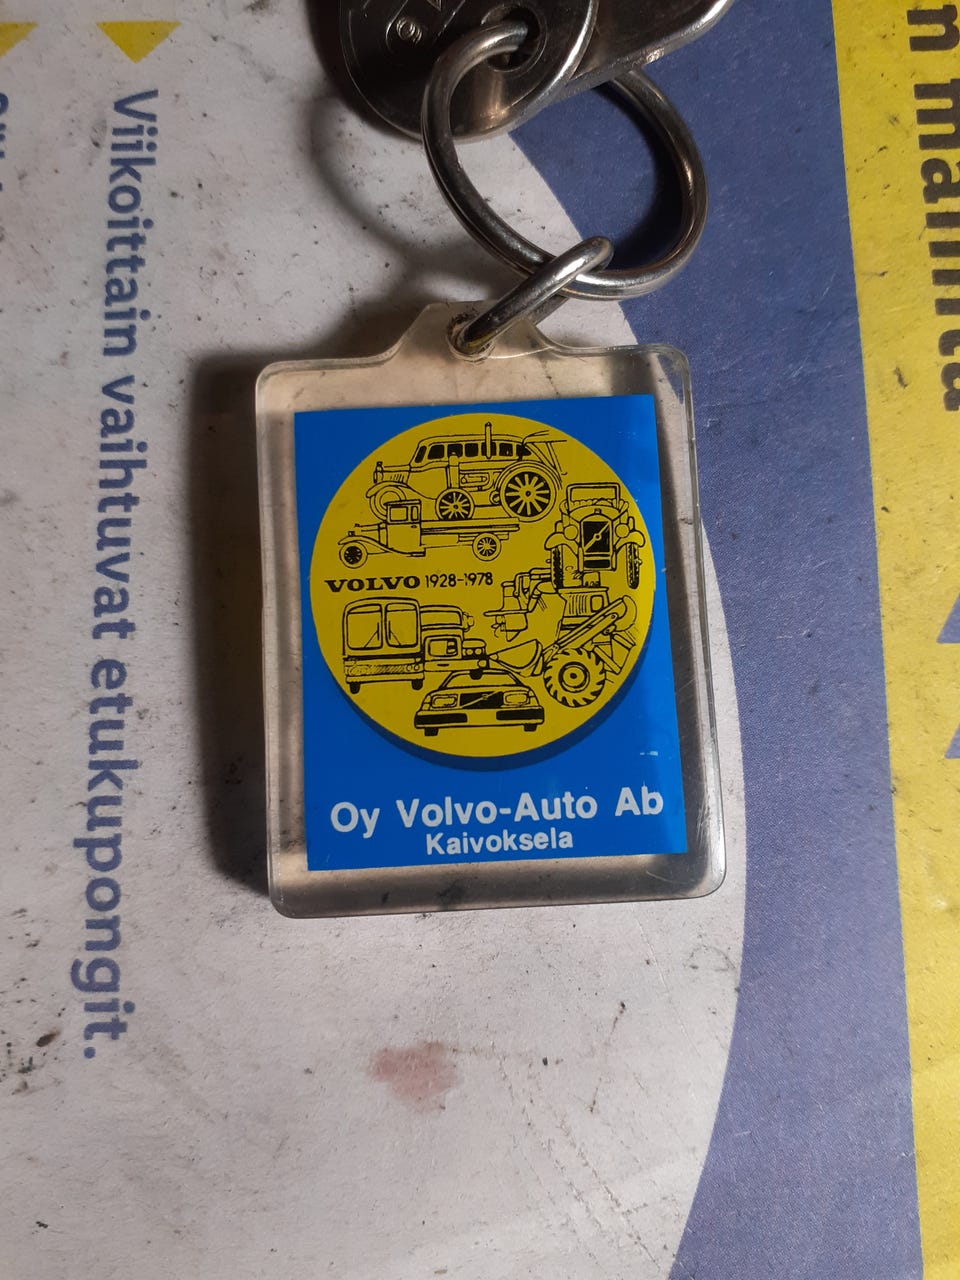 VOLVO 1928-1978
Oy Volvo-Auto Ab
Kaivoksela
Viikoittain vaihtuvat etukupongit.